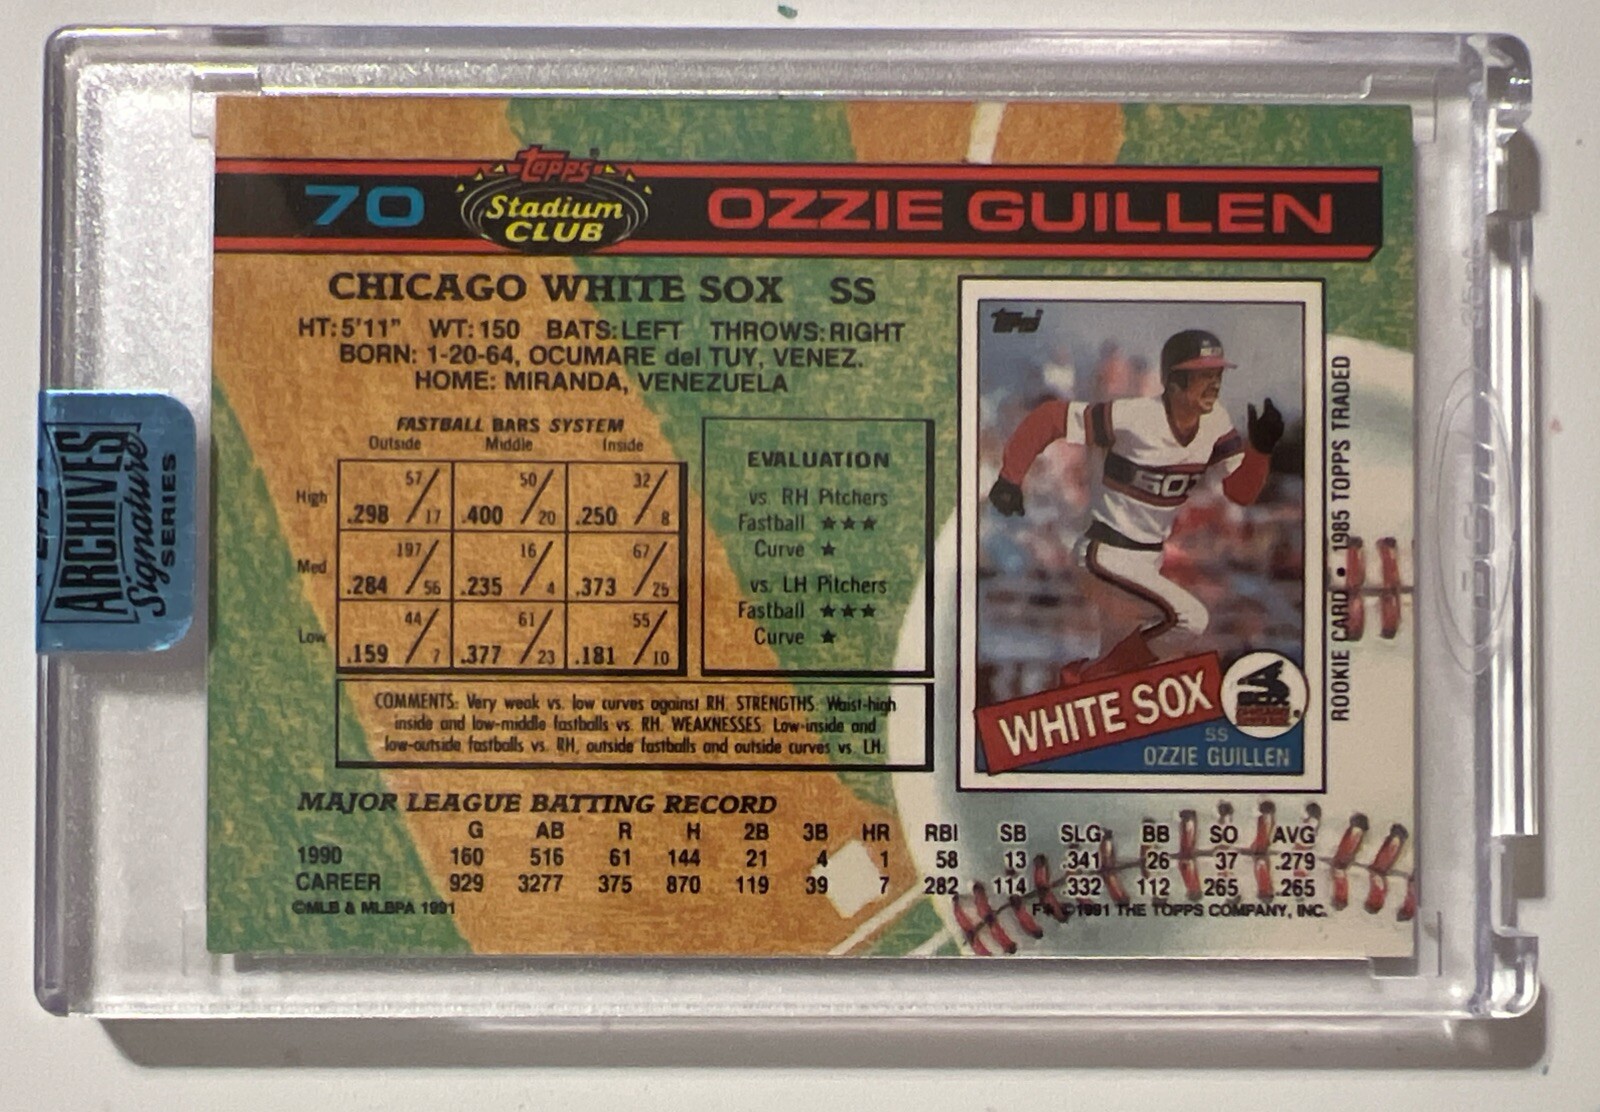 70 Topps Stadium CLUB OZZIE GUILLEN
CHICAGO WHITE SOX SS
HT: 5'11" WT: 150 BATS: LEFT THROWS: RIGHT
BORN: 1-20-64, OCUMARE del TUY, VENEZ.
HOME: MIRANDA, VENEZUELA
FASTBALL BARS SYSTEM
Outside Middle Inside
High .298 57/17 .400 50/20 .250 32/8
Med .284 197/56 .235 16/4 .373 67/25
Low .159 44/7 .377 61/23 .181 55/10
EVALUATION
vs. RH Pitchers
Fastball ★★★
Curve ★
vs. LH Pitchers
Fastball ★★★
Curve ★
COMMENTS: Very weak vs. low curves against RH. STRENGTHS: Waist-high
inside and low-middle fastballs vs. RH. WEAKNESSES: Low-inside and
low-outside fastballs vs. RH, outside fastballs and outside curves vs. LH.
Topps
SOX
WHITE SOX
SS
OZZIE GUILLEN
ROOKIE CARD • 1985 TOPPS TRADED
MAJOR LEAGUE BATTING RECORD
G AB R H 2B 3B HR RBI SB SLG BB SO AVG
1990 160 516 61 144 21 4 1 58 13 .341 26 37 .279
CAREER 929 3277 375 870 119 39 7 282 114 .332 112 265 .265
©MLB & MLBPA 1991
F* ©1991 THE TOPPS COMPANY, INC.
ARCHIVES
Signature
SERIES